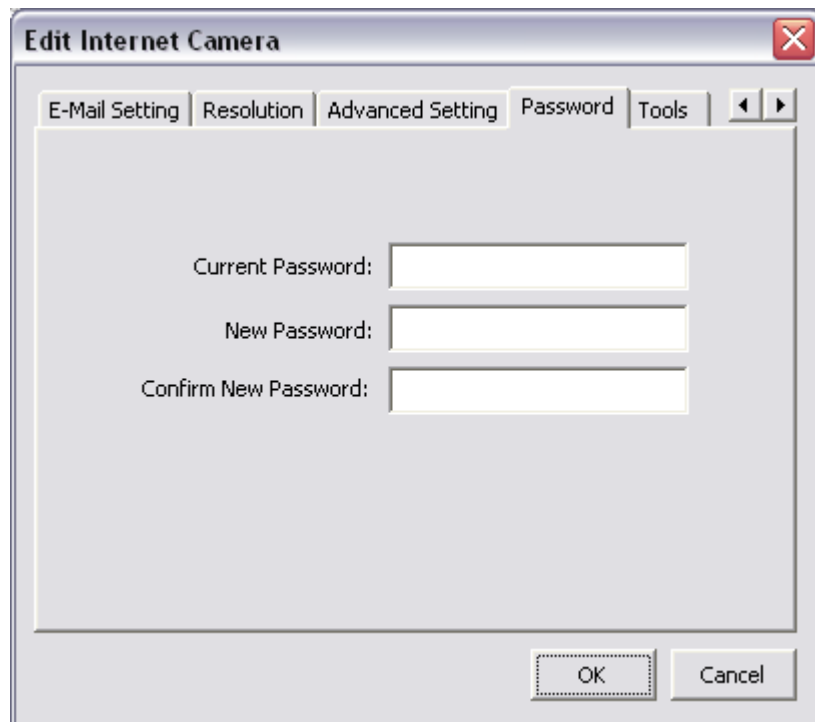 Edit Internet Camera
E-Mail Setting Resolution Advanced Setting Password Tools
Current Password:
New Password:
Confirm New Password:
OK Cancel